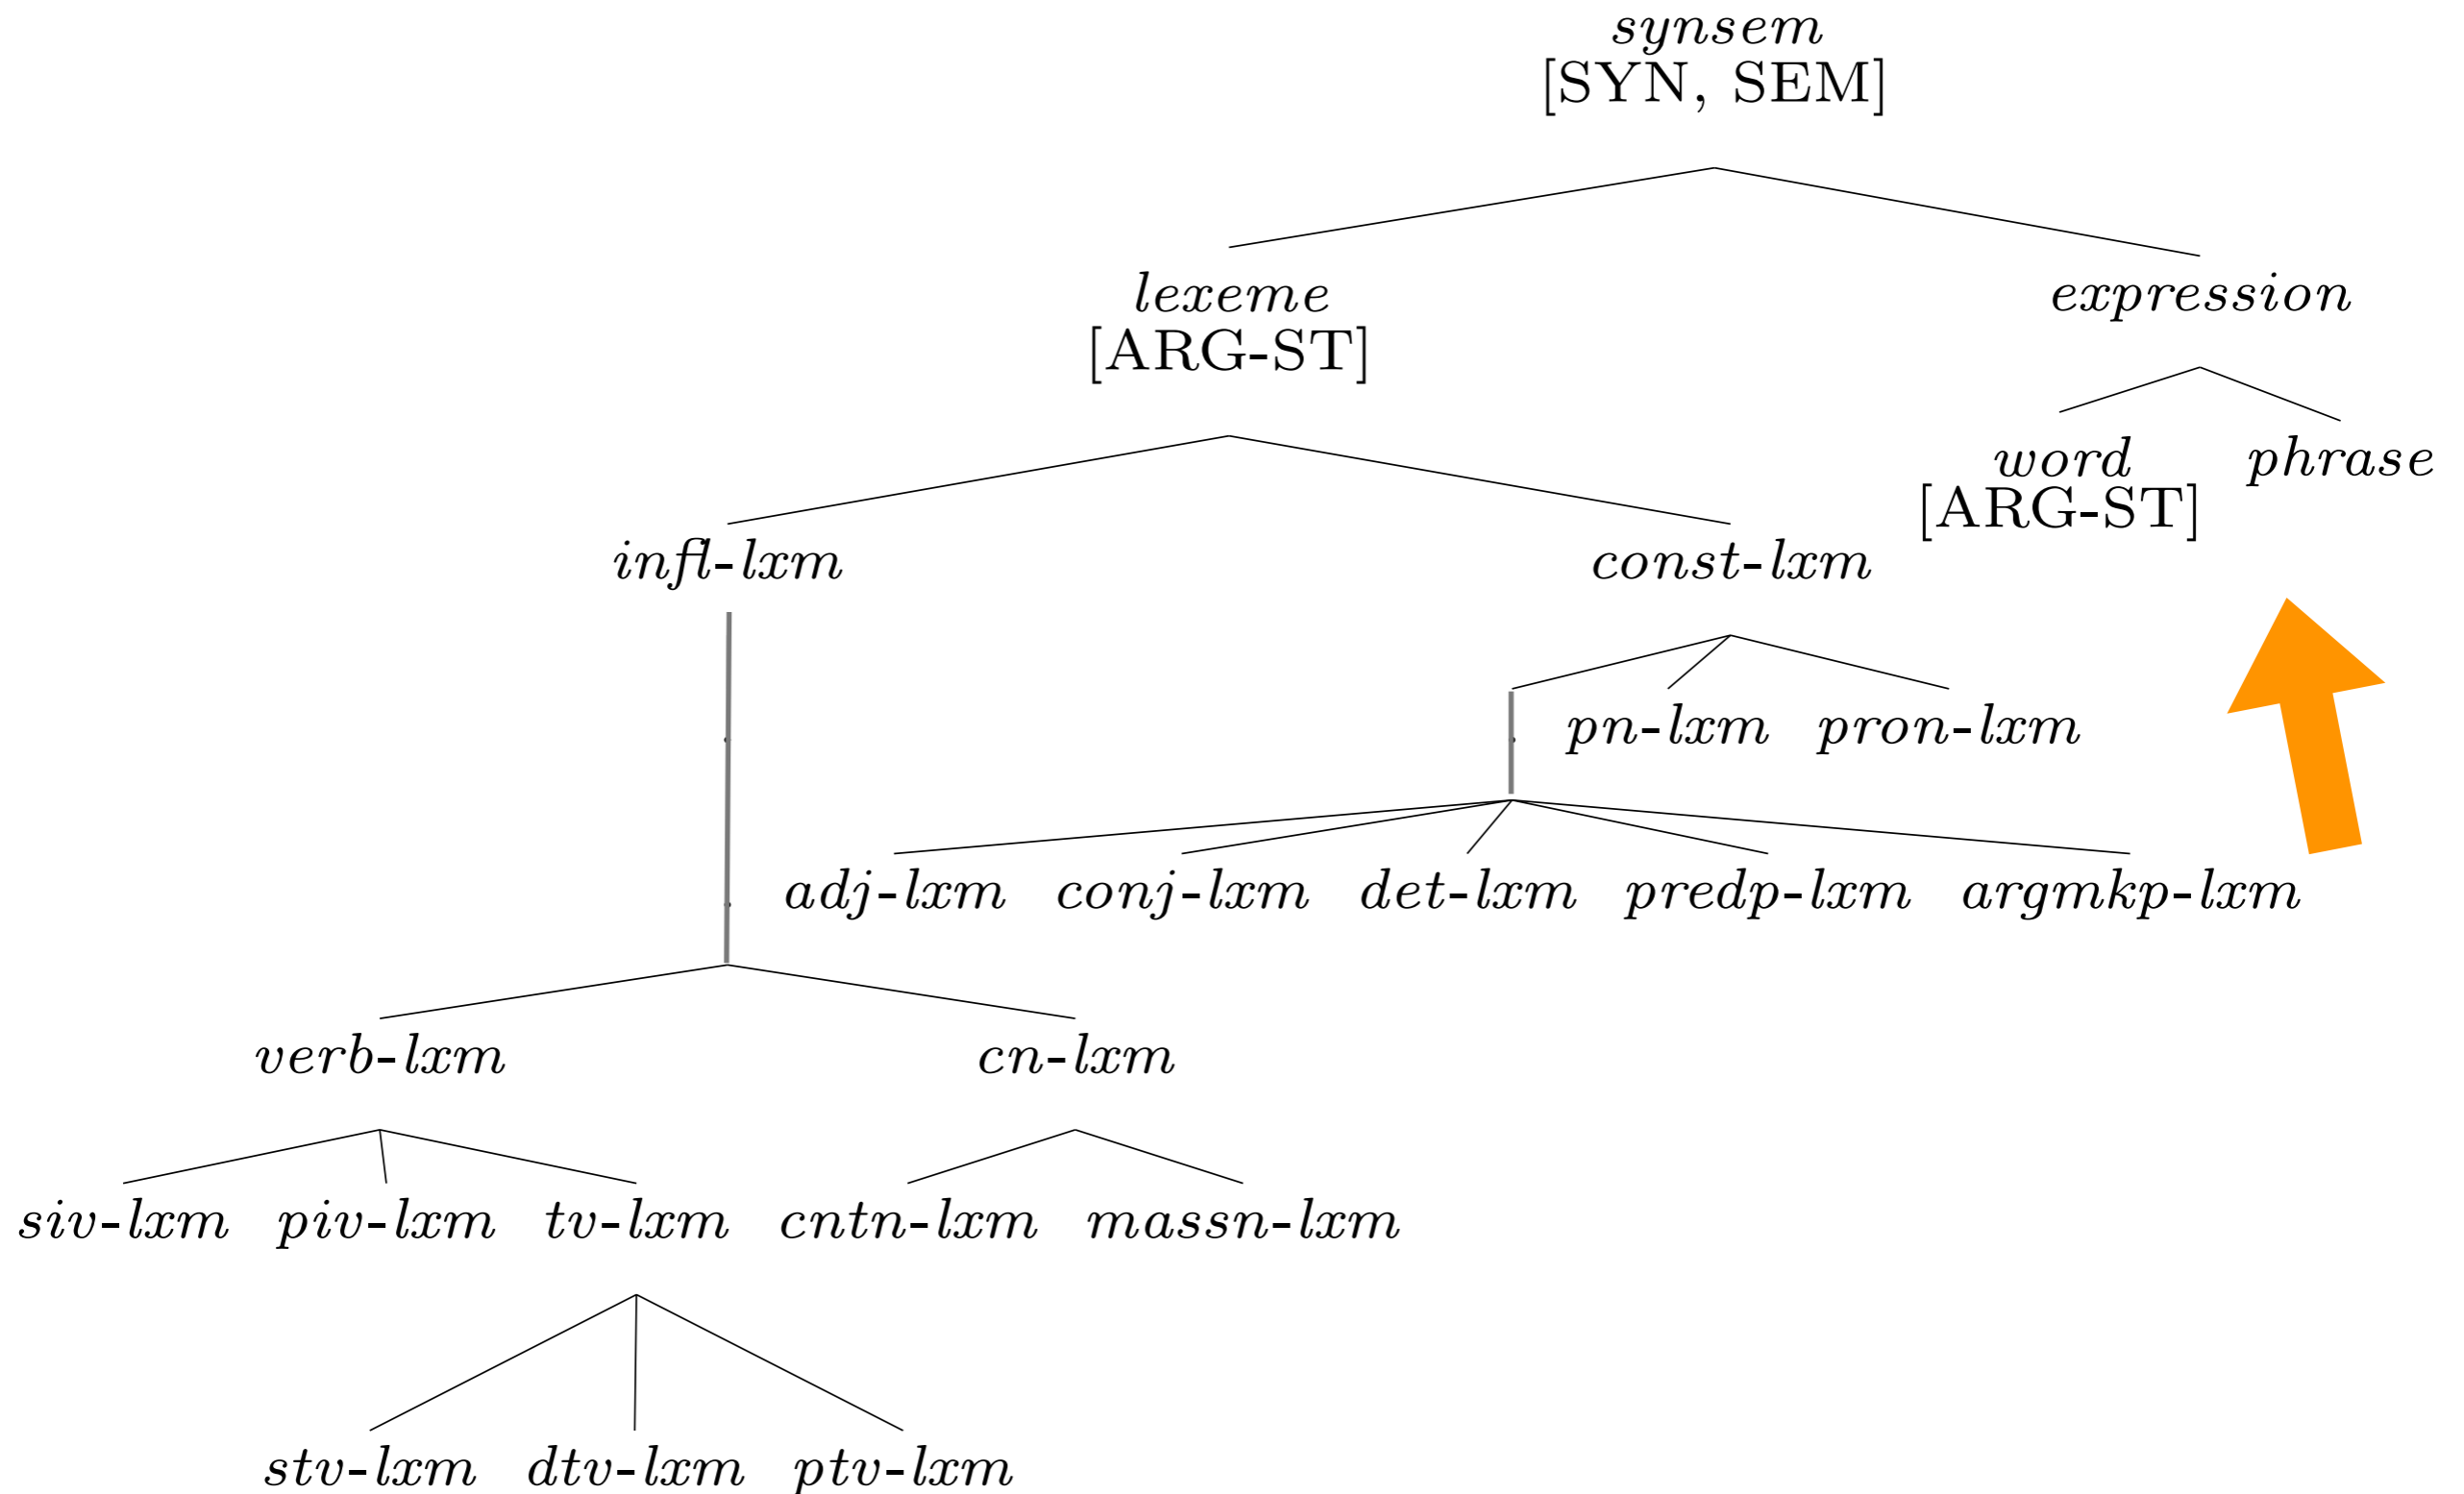 synsem
[SYN, SEM]
lexeme
[ARG-ST]
expression
word
[ARG-ST]
phrase
infl-lxm
const-lxm
pn-lxm pron-lxm
adj-lxm conj-lxm det-lxm predp-lxm argmkp-lxm
verb-lxm cn-lxm
siv-lxm piv-lxm tv-lxm cntn-lxm massn-lxm
stv-lxm dtv-lxm ptv-lxm